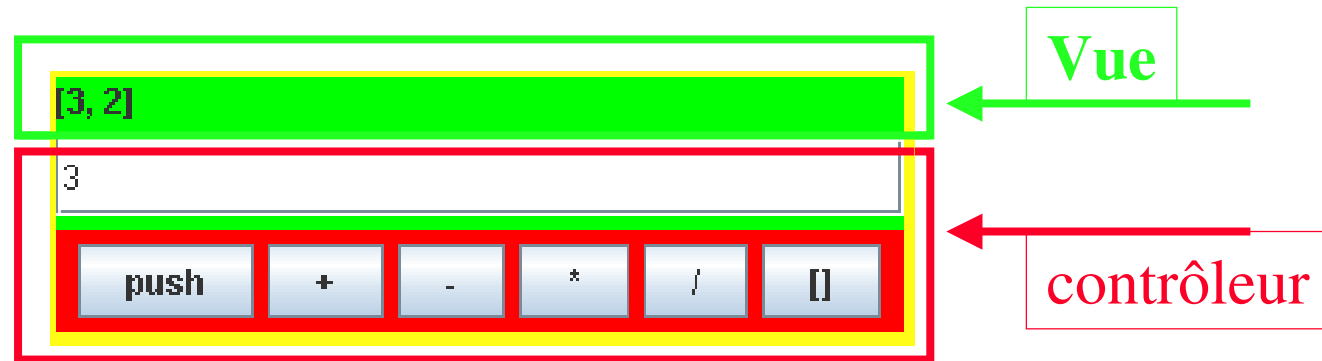 Vue
[3, 2]
3
push + - * / []
contrôleur